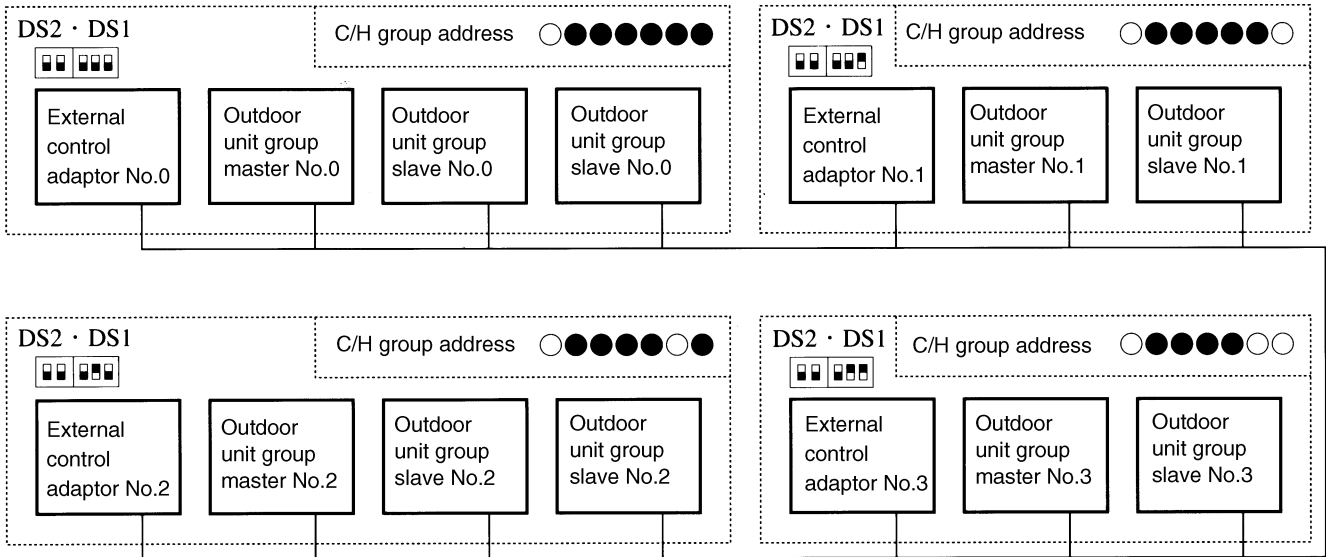 DS2・DS1
C/H group address
External
control
adaptor No.0
Outdoor
unit group
master No.0
Outdoor
unit group
slave No.0
Outdoor
unit group
slave No.0
DS2・DS1
C/H group address
External
control
adaptor No.1
Outdoor
unit group
master No.1
Outdoor
unit group
slave No.1
DS2・DS1
C/H group address
External
control
adaptor No.2
Outdoor
unit group
master No.2
Outdoor
unit group
slave No.2
Outdoor
unit group
slave No.2
DS2・DS1
C/H group address
External
control
adaptor No.3
Outdoor
unit group
master No.3
Outdoor
unit group
slave No.3